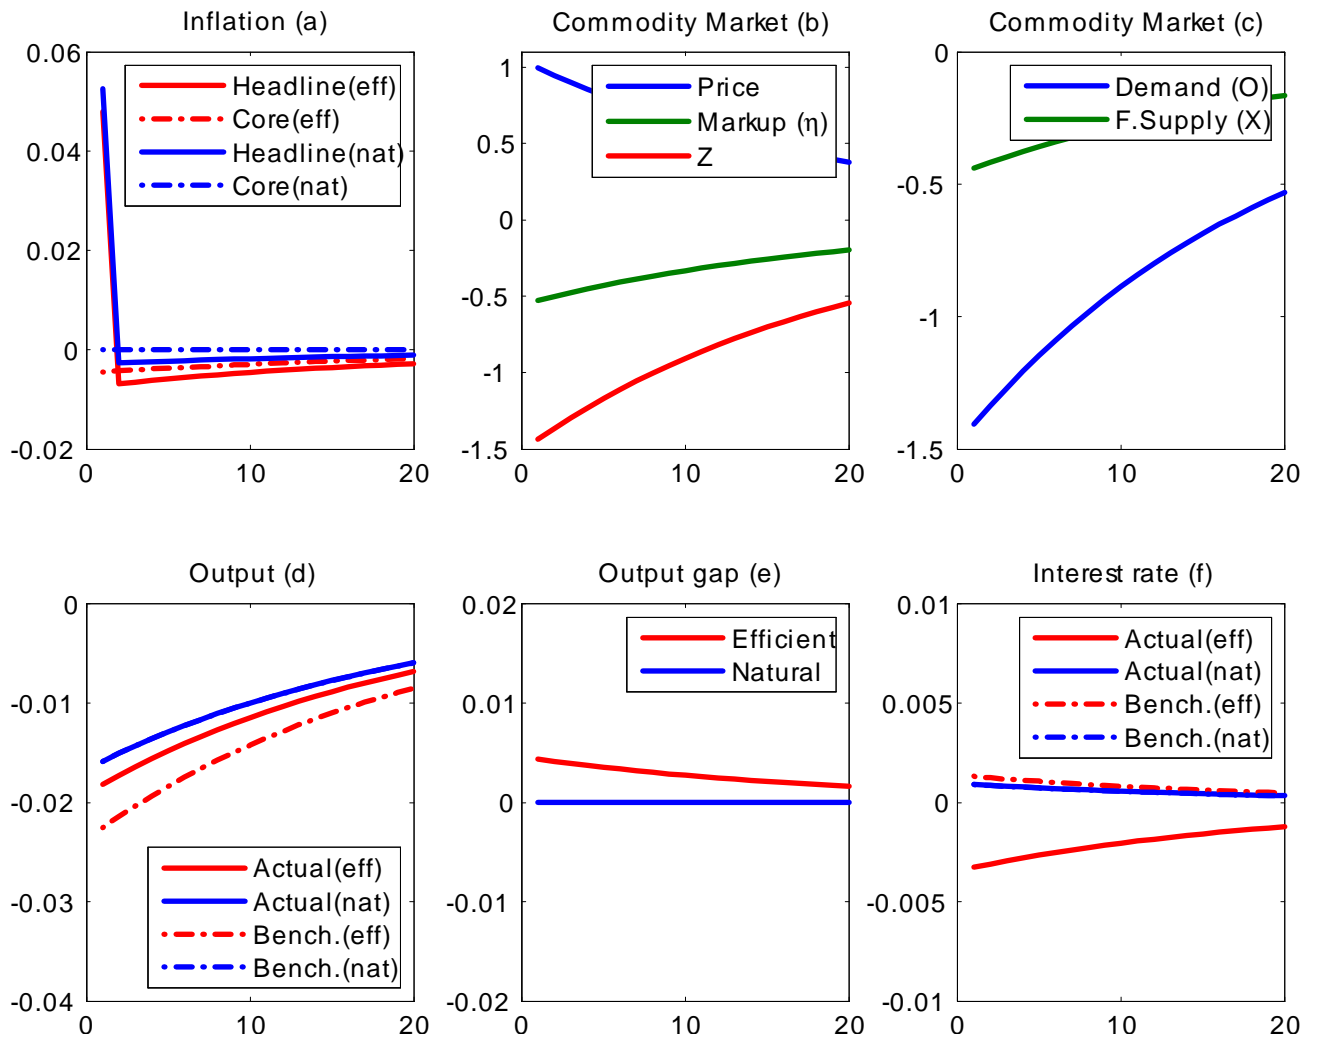 Inflation (a)
0.06
0.04
0.02
0
-0.02
0
10
20
Headline(eff)
Core(eff)
Headline(nat)
Core(nat)
Commodity Market (b)
1
0.5
0
-0.5
-1
-1.5
0
10
20
Price
Markup (η)
Z
Commodity Market (c)
0
-0.5
-1
-1.5
0
10
20
Demand (O)
F.Supply (X)
Output (d)
0
-0.01
-0.02
-0.03
-0.04
0
10
20
Actual(eff)
Actual(nat)
Bench.(eff)
Bench.(nat)
Output gap (e)
0.02
0.01
0
-0.01
-0.02
0
10
20
Efficient
Natural
Interest rate (f)
0.01
0.005
0
-0.005
-0.01
0
10
20
Actual(eff)
Actual(nat)
Bench.(eff)
Bench.(nat)